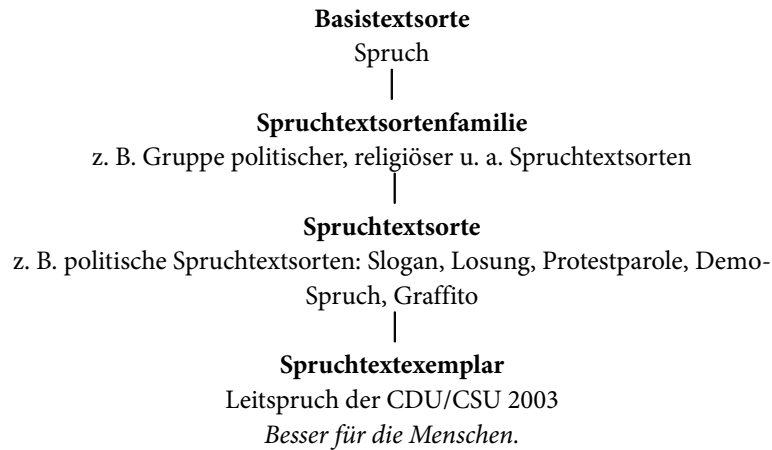 Basistextsorte
Spruch
Spruchtextsortenfamilie
z. B. Gruppe politischer, religiöser u. a. Spruchtextsorten
Spruchtextsorte
z. B. politische Spruchtextsorten: Slogan, Losung, Protestparole, Demo-
Spruch, Graffito
Spruchtextexemplar
Leitspruch der CDU/CSU 2003
Besser für die Menschen.